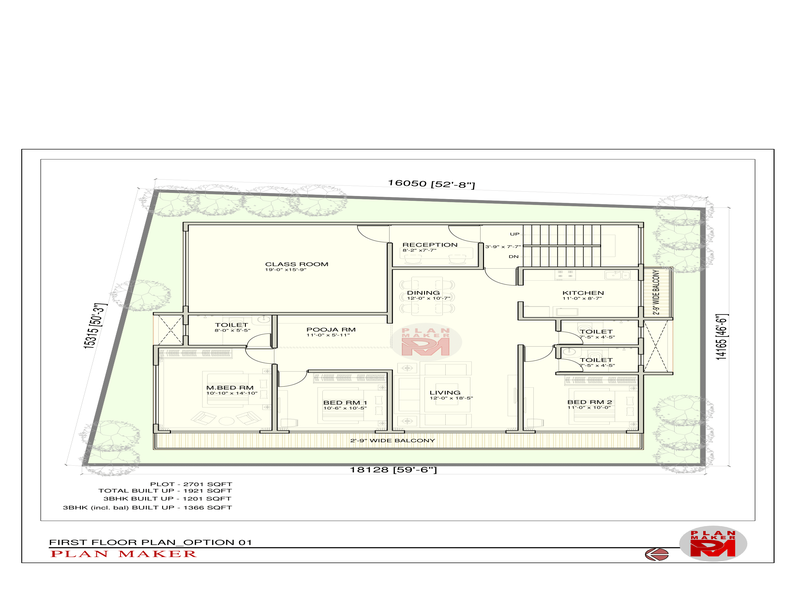 16050 [52'-8"]
15315 [50'-3"]
14165 [46'-6"]
18128 [59'-6"]
CLASS ROOM
19'-0" x15'-9"
RECEPTION
8'-2" x7'-7"
UP
3'-9" x 7'-7"
DN
DINING
12'-0" x 10'-7"
KITCHEN
11'-0" x 8'-7"
2'-9" WIDE BALCONY
TOILET
8'-0" x 5'-5"
POOJA RM
11'-0" x 5'-11"
PLAN
MAKER
PM
TOILET
7'-5" x 4'-5"
TOILET
7'-5" x 4'-5"
M.BED RM
10'-10" x 14'-10"
BED RM 1
10'-6" x 10'-5"
LIVING
12'-0" x 18'-5"
BED RM 2
11'-0" x 10'-0"
2'-9" WIDE BALCONY
PLOT - 2701 SQFT
TOTAL BUILT UP - 1921 SQFT
3BHK BUILT UP - 1201 SQFT
3BHK (incl. bal) BUILT UP - 1366 SQFT
FIRST FLOOR PLAN_OPTION 01
PLAN MAKER
PLAN
MAKER
PM